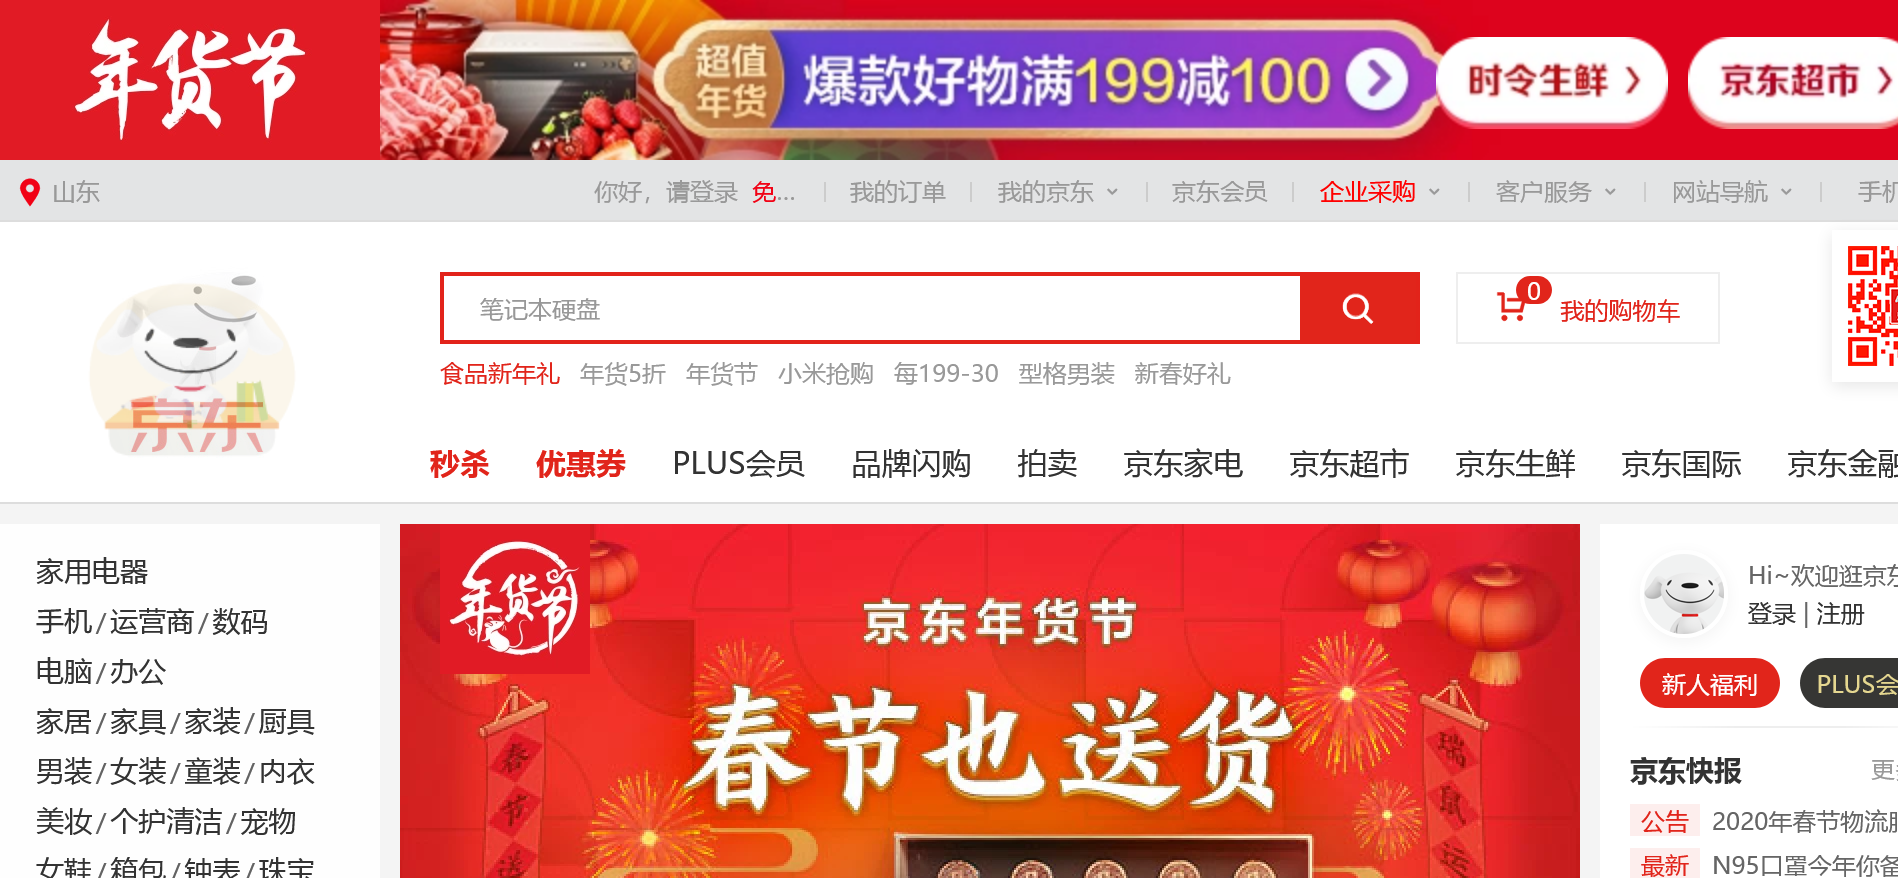 年货节
超值
年货
爆款好物满199减100
时令生鲜
京东超市
山东
你好，请登录 免...
我的订单
我的京东
京东会员
企业采购
客户服务
网站导航
手机
京东
笔记本硬盘
0
我的购物车
食品新年礼 年货5折 年货节 小米抢购 每199-30 型格男装 新春好礼
秒杀 优惠券 PLUS会员 品牌闪购 拍卖 京东家电 京东超市 京东生鲜 京东国际 京东金融
家用电器
手机/运营商/数码
电脑/办公
家居/家具/家装/厨具
男装/女装/童装/内衣
美妆/个护清洁/宠物
女鞋/箱包/钟表/珠宝
年货节
京东年货节
春节也送货
春节送
瑞鼠运
Hi~欢迎逛京东
登录 | 注册
新人福利
PLUS会
京东快报
更多
公告 2020年春节物流服
最新 N95口罩今年你备